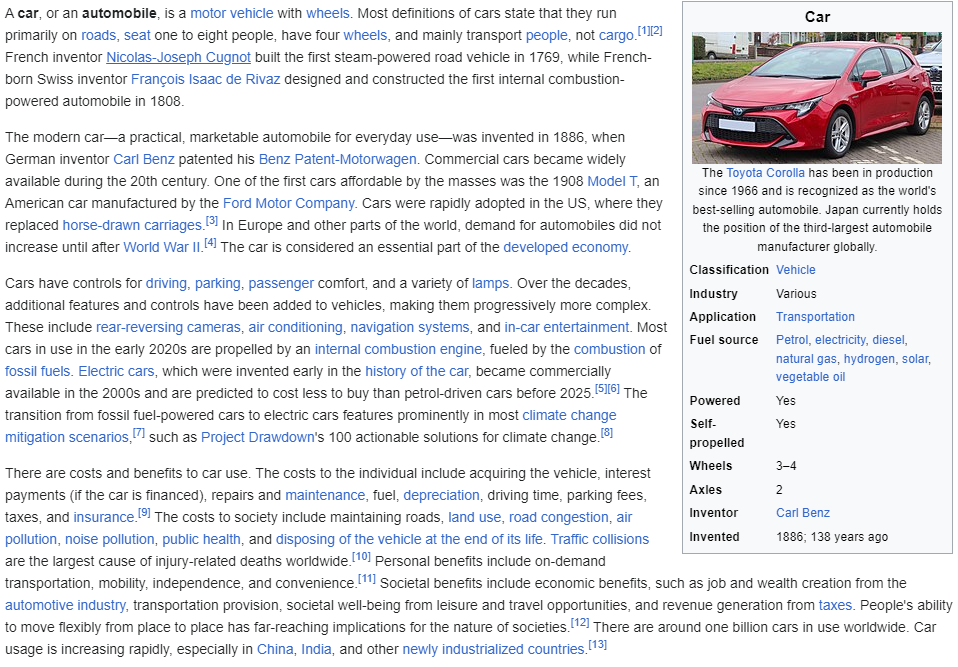 A car, or an automobile, is a motor vehicle with wheels. Most definitions of cars state that they run
primarily on roads, seat one to eight people, have four wheels, and mainly transport people, not cargo.[1][2]
French inventor Nicolas-Joseph Cugnot built the first steam-powered road vehicle in 1769, while French-
born Swiss inventor François Isaac de Rivaz designed and constructed the first internal combustion-
powered automobile in 1808.
The modern car—a practical, marketable automobile for everyday use—was invented in 1886, when
German inventor Carl Benz patented his Benz Patent-Motorwagen. Commercial cars became widely
available during the 20th century. One of the first cars affordable by the masses was the 1908 Model T, an
American car manufactured by the Ford Motor Company. Cars were rapidly adopted in the US, where they
replaced horse-drawn carriages.[3] In Europe and other parts of the world, demand for automobiles did not
increase until after World War II.[4] The car is considered an essential part of the developed economy.
Cars have controls for driving, parking, passenger comfort, and a variety of lamps. Over the decades,
additional features and controls have been added to vehicles, making them progressively more complex.
These include rear-reversing cameras, air conditioning, navigation systems, and in-car entertainment. Most
cars in use in the early 2020s are propelled by an internal combustion engine, fueled by the combustion of
fossil fuels. Electric cars, which were invented early in the history of the car, became commercially
available in the 2000s and are predicted to cost less to buy than petrol-driven cars before 2025.[5][6] The
transition from fossil fuel-powered cars to electric cars features prominently in most climate change
mitigation scenarios,[7] such as Project Drawdown's 100 actionable solutions for climate change.[8]
There are costs and benefits to car use. The costs to the individual include acquiring the vehicle, interest
payments (if the car is financed), repairs and maintenance, fuel, depreciation, driving time, parking fees,
taxes, and insurance.[9] The costs to society include maintaining roads, land use, road congestion, air
pollution, noise pollution, public health, and disposing of the vehicle at the end of its life. Traffic collisions
are the largest cause of injury-related deaths worldwide.[10] Personal benefits include on-demand
transportation, mobility, independence, and convenience.[11] Societal benefits include economic benefits, such as job and wealth creation from the
automotive industry, transportation provision, societal well-being from leisure and travel opportunities, and revenue generation from taxes. People's ability
to move flexibly from place to place has far-reaching implications for the nature of societies.[12] There are around one billion cars in use worldwide. Car
usage is increasing rapidly, especially in China, India, and other newly industrialized countries.[13]
Car
The Toyota Corolla has been in production
since 1966 and is recognized as the world's
best-selling automobile. Japan currently holds
the position of the third-largest automobile
manufacturer globally.
Classification Vehicle
Industry Various
Application Transportation
Fuel source Petrol, electricity, diesel,
natural gas, hydrogen, solar,
vegetable oil
Powered Yes
Self- Yes
propelled
Wheels 3–4
Axles 2
Inventor Carl Benz
Invented 1886; 138 years ago